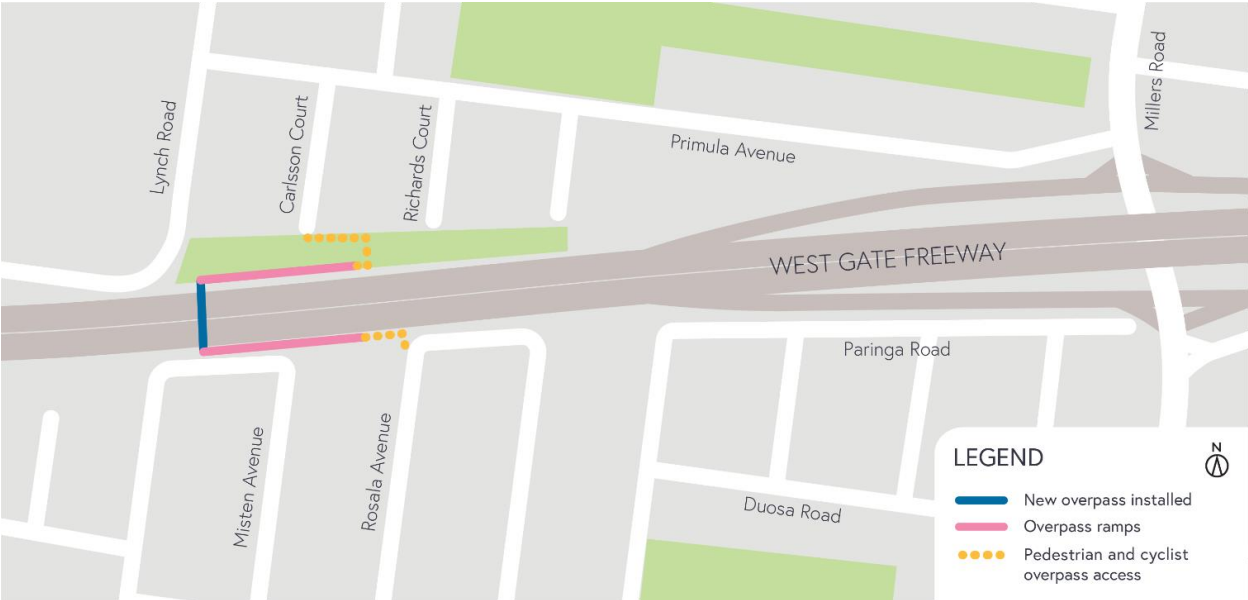 Millers Road
Lynch Road
Carlsson Court
Richards Court
Primula Avenue
WEST GATE FREEWAY
Paringa Road
Misten Avenue
Rosala Avenue
Duosa Road
LEGEND
N
New overpass installed
Overpass ramps
Pedestrian and cyclist
overpass access